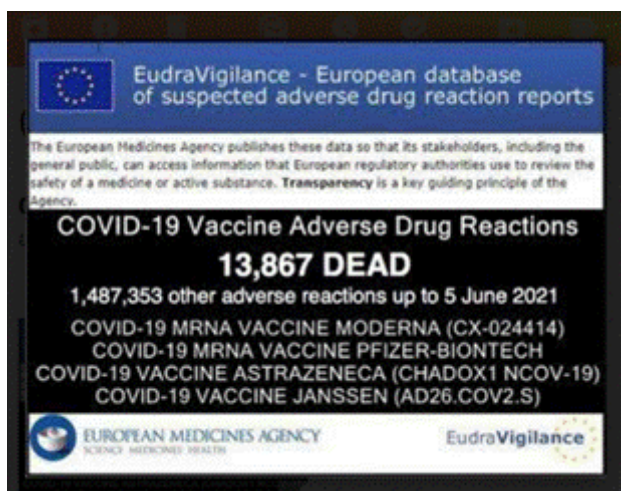 EudraVigilance - European database
of suspected adverse drug reaction reports
The European Medicines Agency publishes these data so that its stakeholders, including the
general public, can access information that European regulatory authorities use to review the
safety of a medicine or active substance. Transparency is a key guiding principle of the
Agency.
COVID-19 Vaccine Adverse Drug Reactions
13,867 DEAD
1,487,353 other adverse reactions up to 5 June 2021
COVID-19 MRNA VACCINE MODERNA (CX-024414)
COVID-19 MRNA VACCINE PFIZER-BIONTECH
COVID-19 VACCINE ASTRAZENECA (CHADOX1 NCOV-19)
COVID-19 VACCINE JANSSEN (AD26.COV2.S)
EUROPEAN MEDICINES AGENCY
SCIENCE MEDICINES HEALTH
EudraVigilance